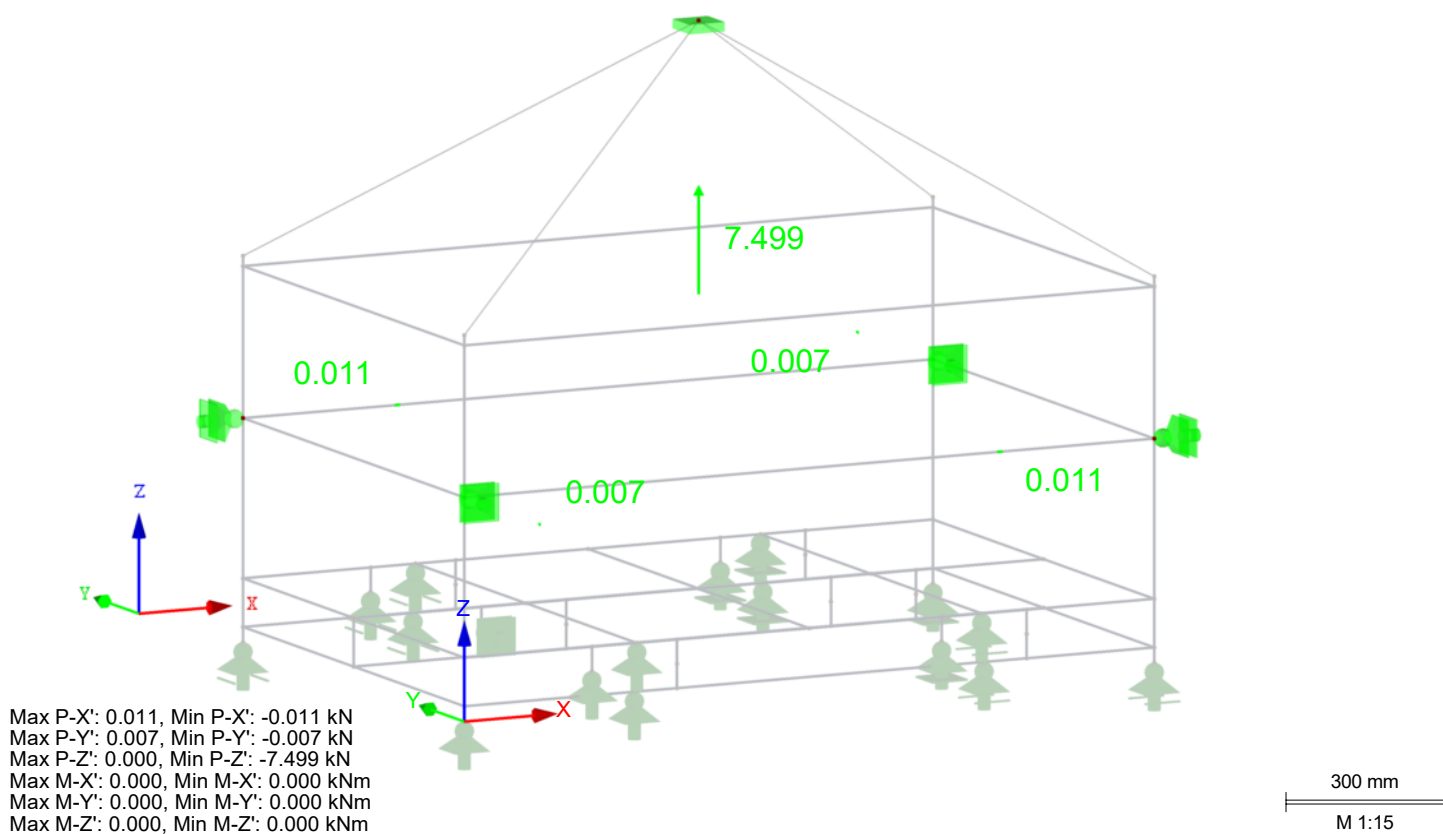 7.499
0.011
0.007
0.007
0.011
Z
Y
X
Z
Y
X
Max P-X': 0.011, Min P-X': -0.011 kN
Max P-Y': 0.007, Min P-Y': -0.007 kN
Max P-Z': 0.000, Min P-Z': -7.499 kN
Max M-X': 0.000, Min M-X': 0.000 kNm
Max M-Y': 0.000, Min M-Y': 0.000 kNm
Max M-Z': 0.000, Min M-Z': 0.000 kNm
300 mm
M 1:15